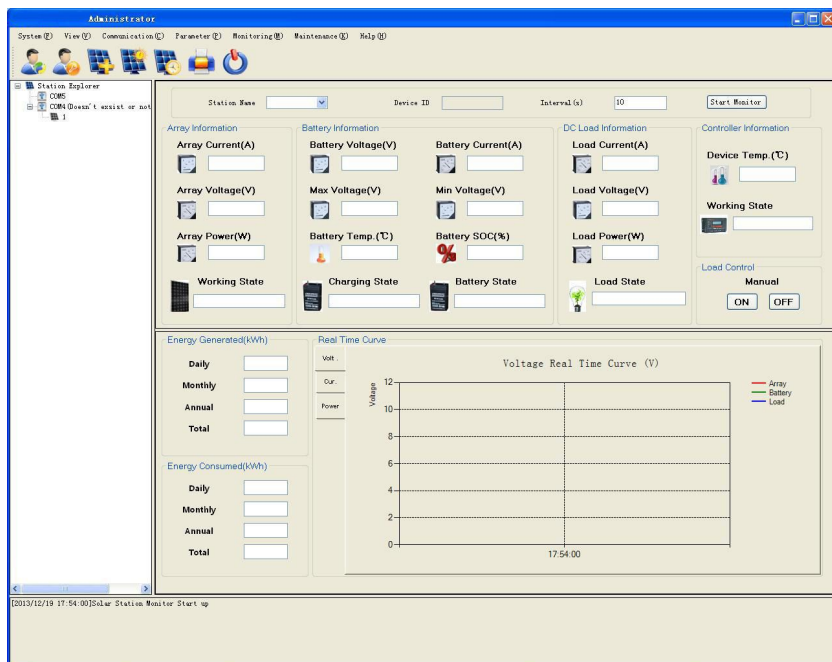 Administrator
System(F) View(V) Communication(C) Parameter(P) Monitoring(M) Maintenance(K) Help(H)
Station Explorer
COM5
COM4(Doesn't assist or not
1
Station Name Device ID Interval(s) 10 Start Monitor
Array Information Battery Information DC Load Information Controller Information
Array Current(A) Battery Voltage(V) Battery Current(A) Load Current(A)
Device Temp.(℃)
Array Voltage(V) Max Voltage(V) Min Voltage(V) Load Voltage(V)
Working State
Array Power(W) Battery Temp.(℃) Battery SOC(%) Load Power(W)
Load Control
Working State Charging State Battery State Load State Manual
ON OFF
Energy Generated(kWh)
Daily
Monthly
Annual
Total
Energy Consumed(kWh)
Daily
Monthly
Annual
Total
Real Time Curve
Volt .
Cur.
Power
Voltage Real Time Curve (V)
Voltage
12
10
8
6
4
2
0
17:54:00
Array
Battery
Load
[2013/12/19 17:54:00]Solar Station Monitor Start up